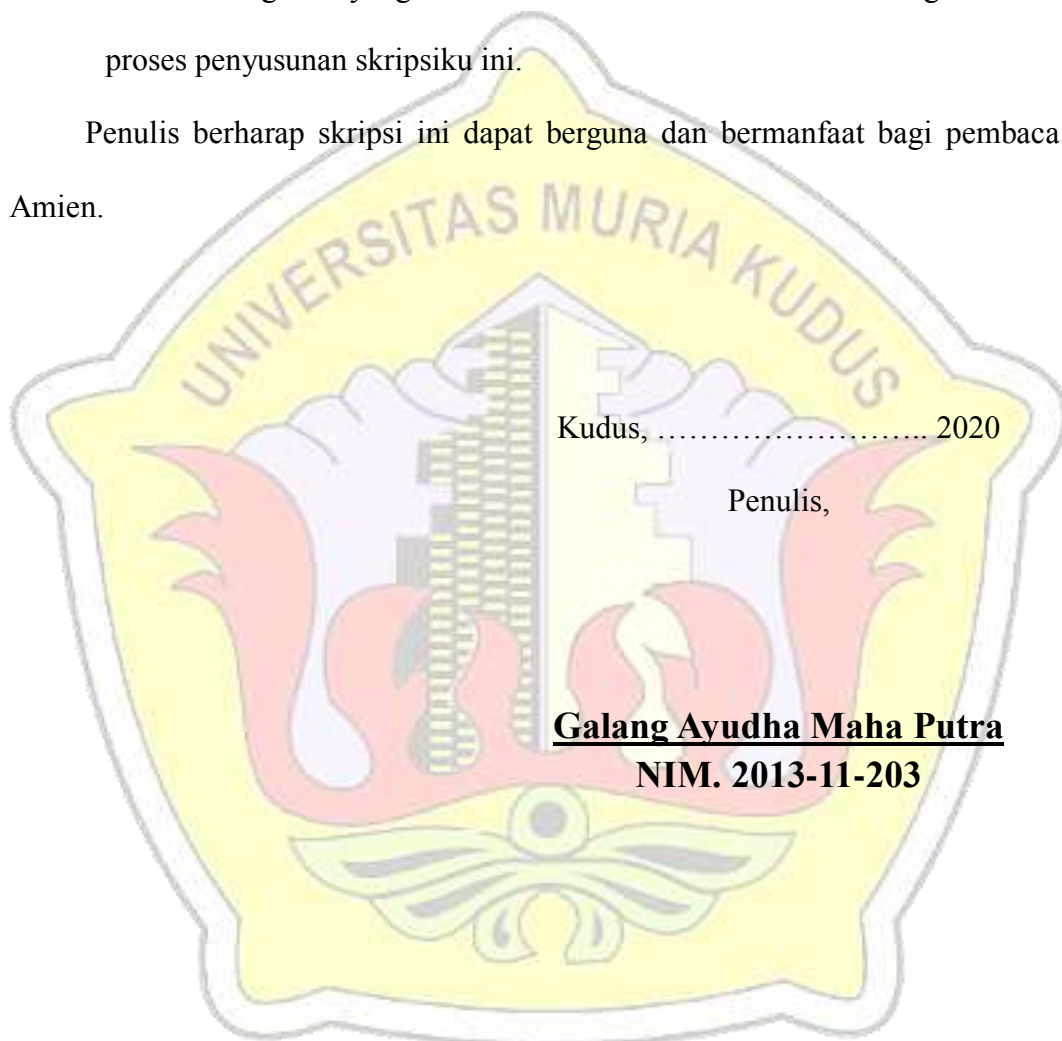 proses penyusunan skripsiku ini.
Penulis berharap skripsi ini dapat berguna dan bermanfaat bagi pembaca
Amien.
UNIVERSITAS MURIA KUDUS
Kudus, …………………….. 2020
Penulis,
Galang Ayudha Maha Putra
NIM. 2013-11-203